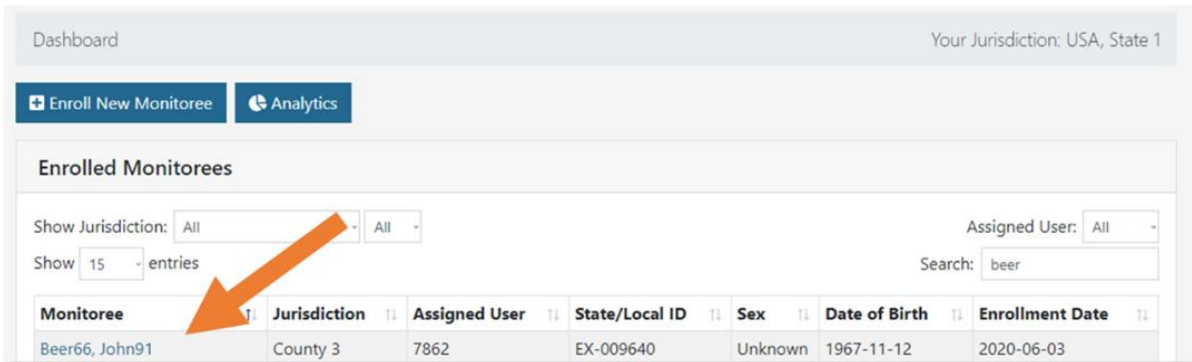 Dashboard Your Jurisdiction: USA, State 1
Enroll New Monitoree Analytics
Enrolled Monitorees
Show Jurisdiction: All All Assigned User: All
Show 15 entries Search: beer
Monitoree Jurisdiction Assigned User State/Local ID Sex Date of Birth Enrollment Date
Beer66, John91 County 3 7862 EX-009640 Unknown 1967-11-12 2020-06-03